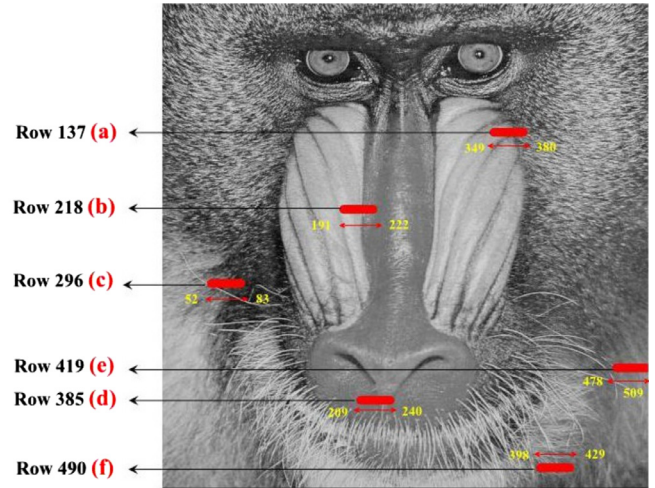 Row 137 (a)
349 380
Row 218 (b)
191 222
Row 296 (c)
52 83
Row 419 (e)
478 509
Row 385 (d)
209 240
398 429
Row 490 (f)